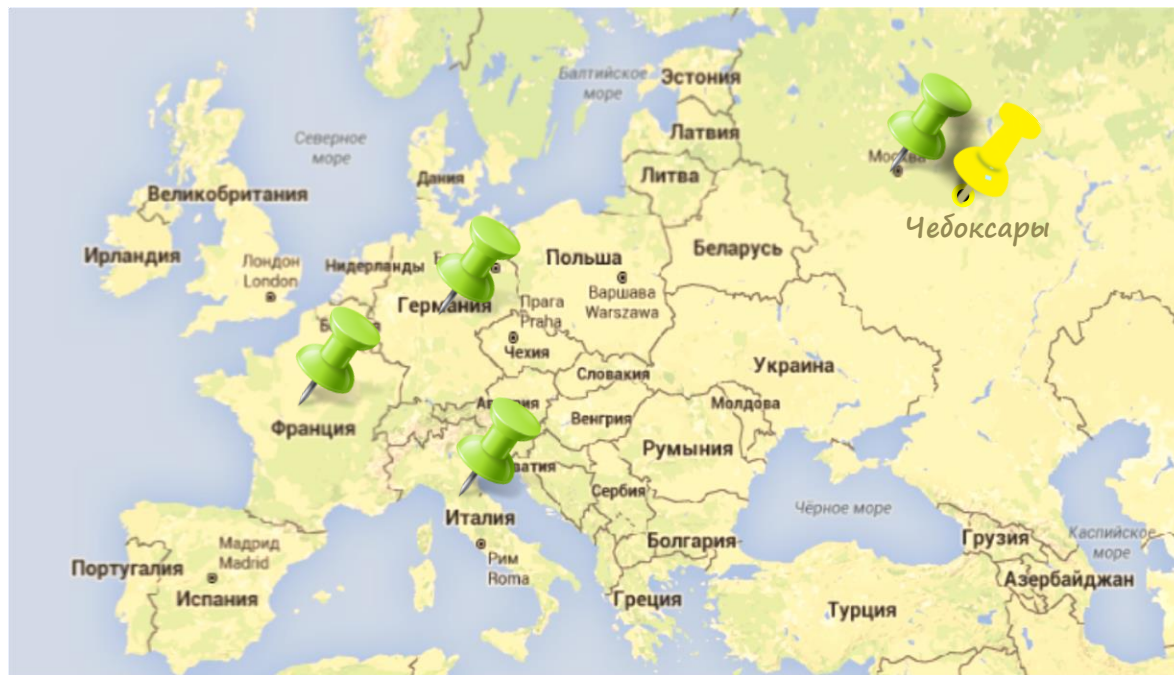 Балтийское
море
Эстония
Северное
море
Латвия
Дания
Литва
Великобритания
Чебоксары
Ирландия
Лондон
London
Нидерланды
Польша
Беларусь
Германия
Варшава
Warszawa
Прага
Praha
Чехия
Украина
Словакия
Молдова
Венгрия
Франция
Румыния
Сербия
Чёрное море
Италия
Грузия
Каспийское
море
Болгария
Мадрид
Madrid
Рим
Roma
Португалия
Испания
Азербайджан
Греция
Турция